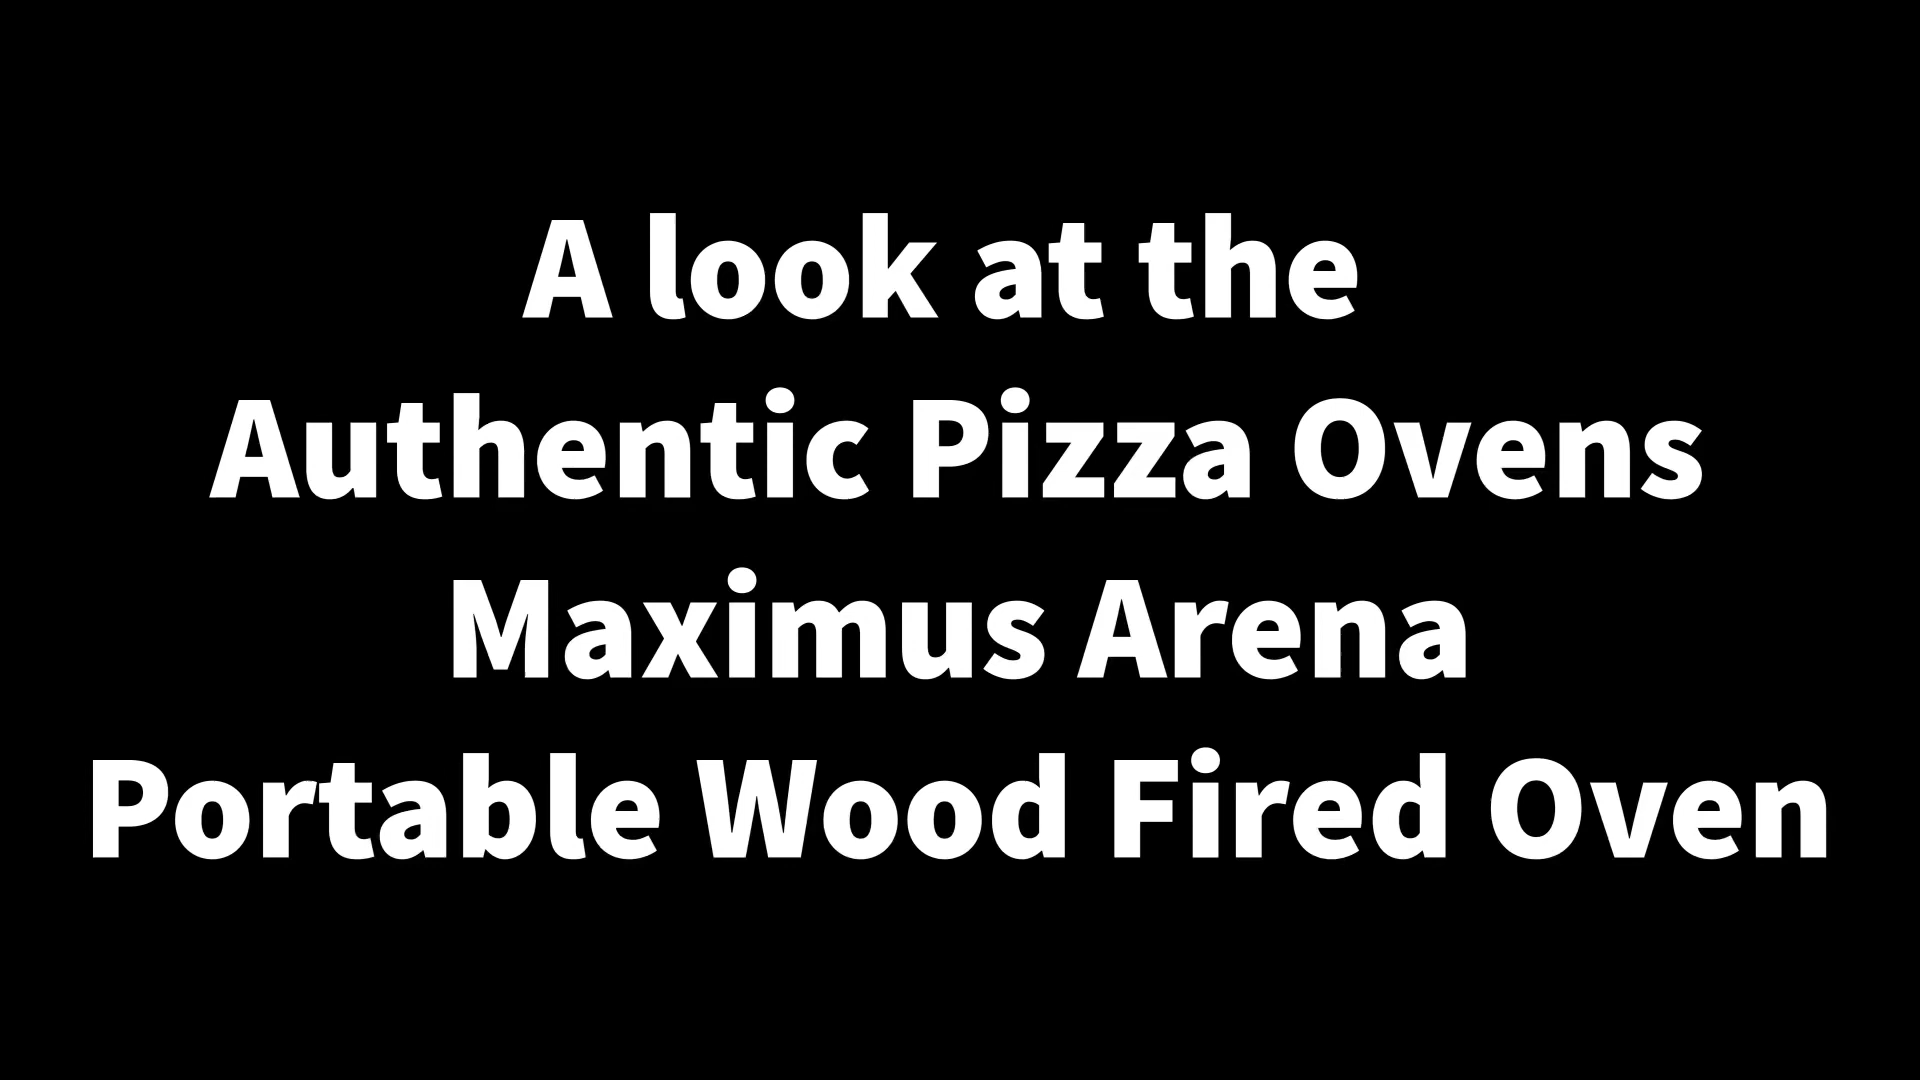 A look at the
Authentic Pizza Ovens
Maximus Arena
Portable Wood Fired Oven